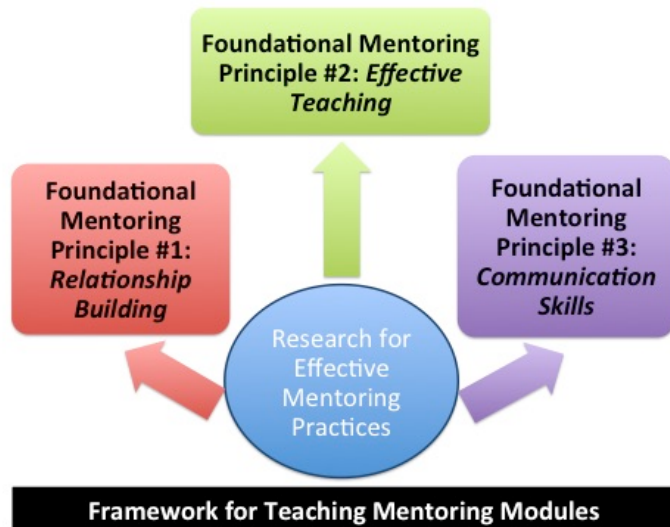 Foundational Mentoring
Principle #2: Effective
Teaching
Foundational
Mentoring
Principle #1:
Relationship
Building
Foundational
Mentoring
Principle #3:
Communication
Skills
Research for
Effective
Mentoring
Practices
Framework for Teaching Mentoring Modules